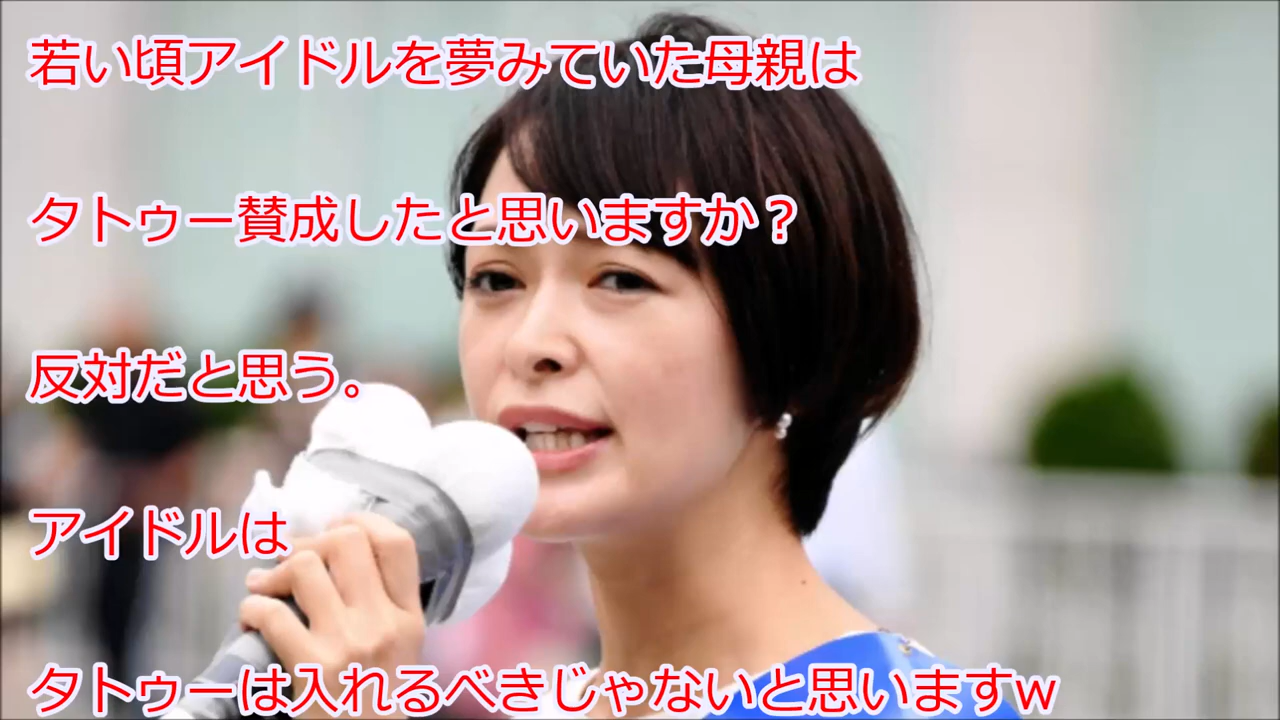 若い頃アイドルを夢みていた母親は
タトゥー賛成したと思いますか？
反対だと思う。
アイドルは
タトゥーは入れるべきじゃないと思いますw